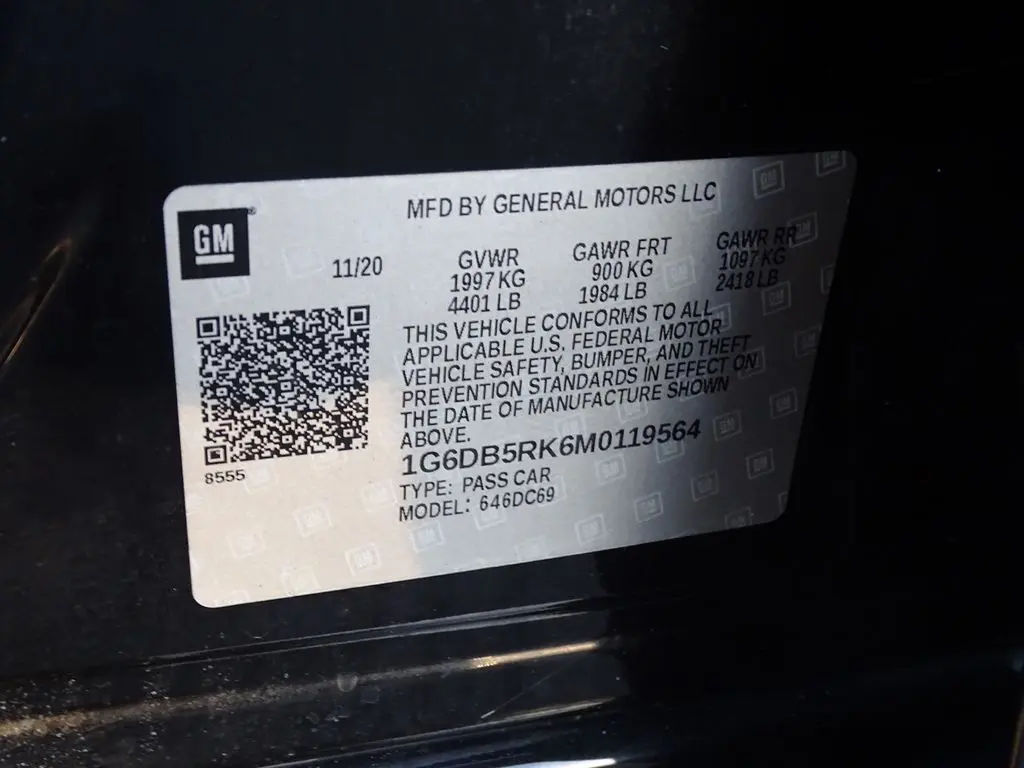 MFD BY GENERAL MOTORS LLC
GM
11/20
GVWR GAWR FRT GAWR RR
1997 KG 900 KG 1097 KG
4401 LB 1984 LB 2418 LB
THIS VEHICLE CONFORMS TO ALL
APPLICABLE U.S. FEDERAL MOTOR
VEHICLE SAFETY, BUMPER, AND THEFT
PREVENTION STANDARDS IN EFFECT ON
THE DATE OF MANUFACTURE SHOWN
ABOVE.
8555
1G6DB5RK6M0119564
TYPE: PASS CAR
MODEL: 646DC69